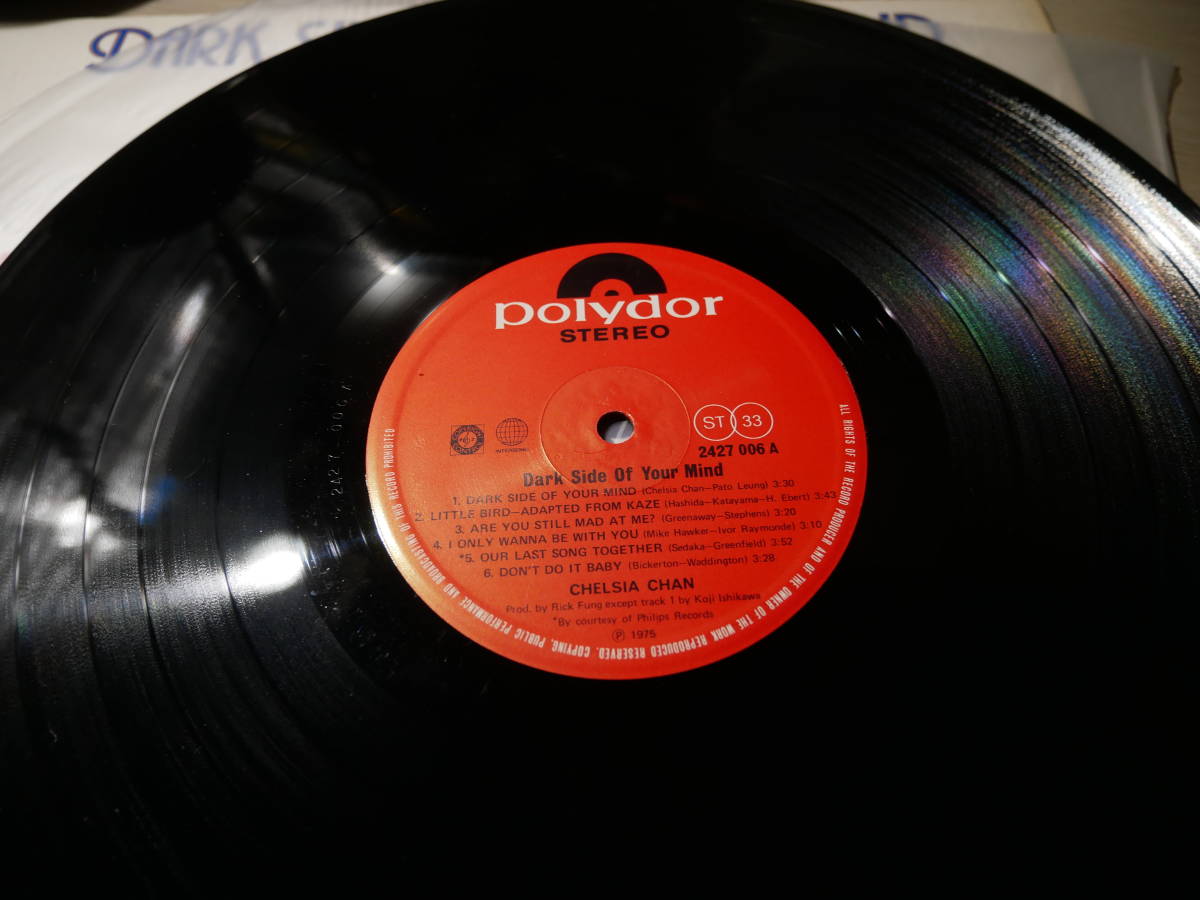 DARK
polydor
STEREO
ST 33
2427 006 A
Dark Side Of Your Mind
1. DARK SIDE OF YOUR MIND (Chelsia Chan—Pato Leung) 3:30
2. LITTLE BIRD—ADAPTED FROM KAZE (Hashida—Katayama—H. Ebert) 3:43
3. ARE YOU STILL MAD AT ME? (Greenaway—Stephens) 3:20
4. I ONLY WANNA BE WITH YOU (Mike Hawker—Ivor Raymonde) 3:10
*5. OUR LAST SONG TOGETHER (Sedaka—Greenfield) 3:52
6. DON'T DO IT BABY (Bickerton—Waddington) 3:28
CHELSIA CHAN
Prod. by Rick Fung except track 1 by Koji Ishikawa
*By courtesy of Philips Records
Ⓟ 1975
ALL RIGHTS OF THE RECORD PRODUCER AND OF THE OWNER OF THE WORK REPRODUCED RESERVED. COPYING, PUBLIC PERFORMANCE AND BROADCASTING OF THIS RECORD PROHIBITED